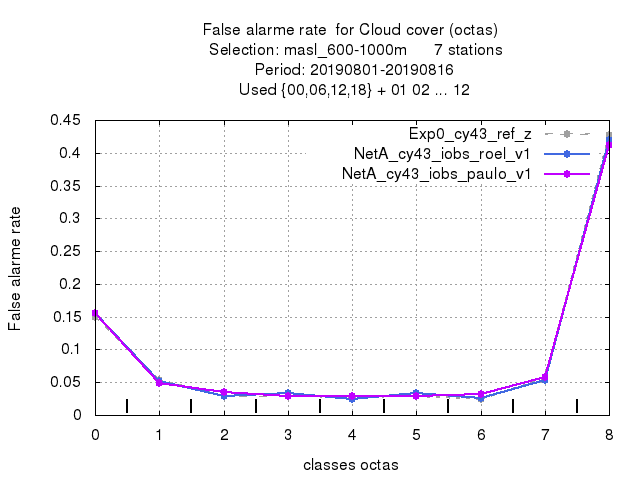 False alarme rate  for Cloud cover (octas)
Selection: masl_600-1000m      7 stations
Period: 20190801-20190816
Used {00,06,12,18} + 01 02 ... 12
Exp0_cy43_ref_z
NetA_cy43_iobs_roel_v1
NetA_cy43_iobs_paulo_v1
0.45
0.4
0.35
0.3
0.25
0.2
0.15
0.1
0.05
0
False alarme rate
0 1 2 3 4 5 6 7 8
classes octas